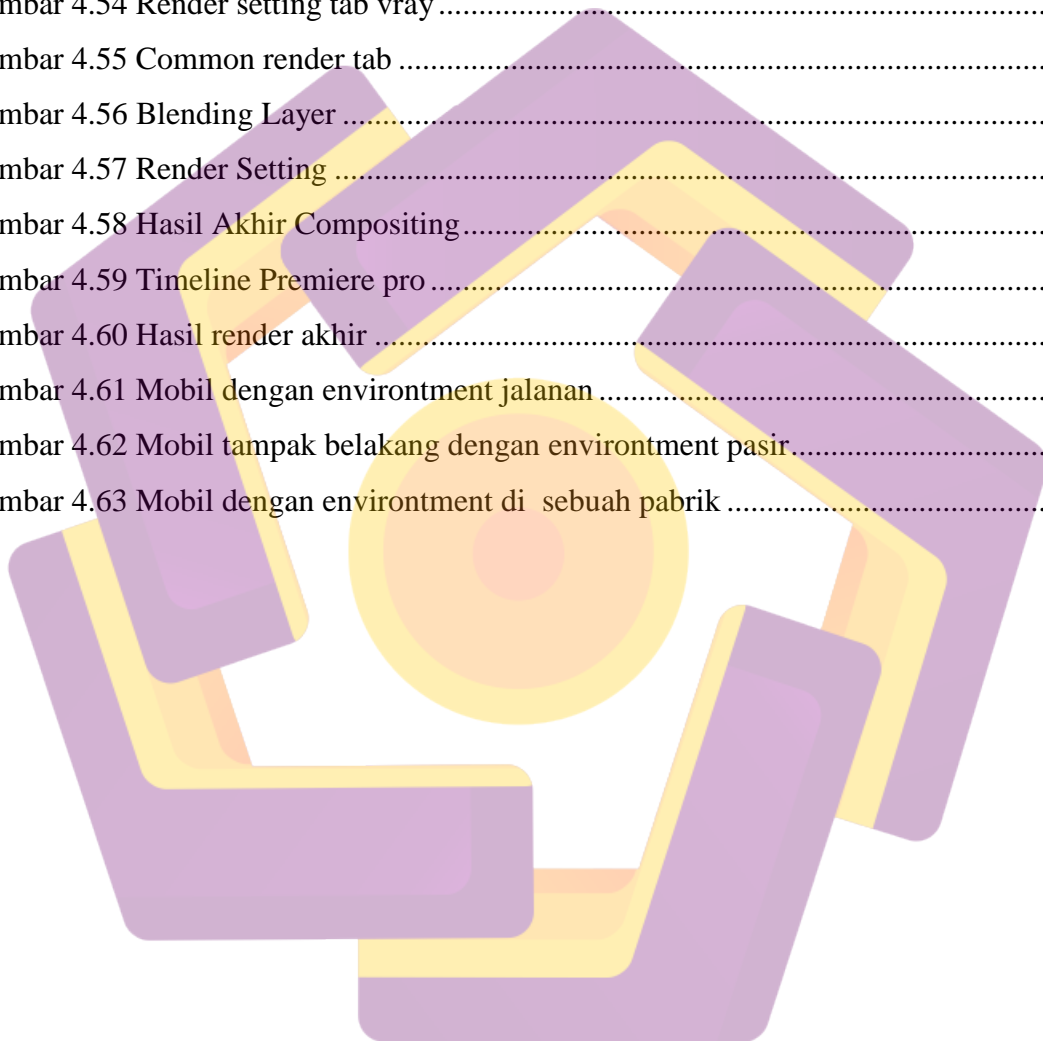 mbar 4.54 Render setting tab vray ........................................................................
mbar 4.55 Common render tab ........................................................................
mbar 4.56 Blending Layer ........................................................................
mbar 4.57 Render Setting ........................................................................
mbar 4.58 Hasil Akhir Compositing ........................................................................
mbar 4.59 Timeline Premiere pro ........................................................................
mbar 4.60 Hasil render akhir ........................................................................
mbar 4.61 Mobil dengan environtment jalanan ........................................................................
mbar 4.62 Mobil tampak belakang dengan environtment pasir ........................................................................
mbar 4.63 Mobil dengan environtment di  sebuah pabrik ........................................................................